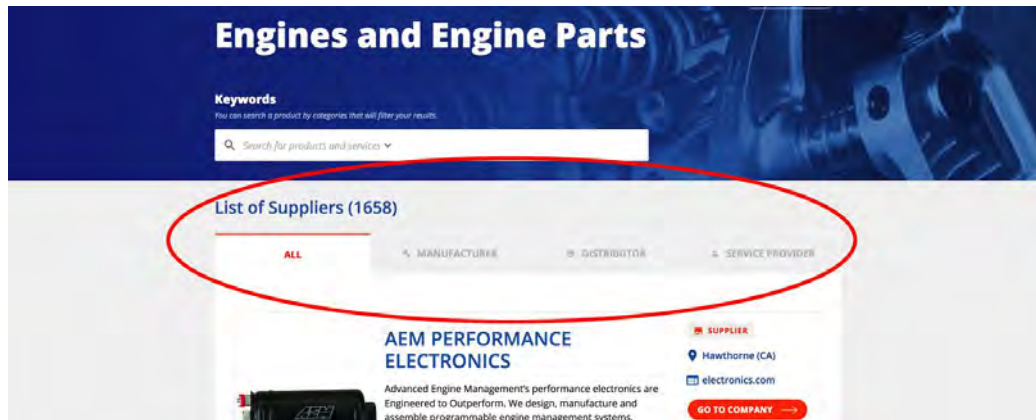 Engines and Engine Parts
Keywords
You can search a product by categories that will filter your results.
Search for products and services
List of Suppliers (1658)
ALL
MANUFACTURER
DISTRIBUTOR
SERVICE PROVIDER
AEM PERFORMANCE
ELECTRONICS
SUPPLIER
Hawthorne (CA)
electronics.com
Advanced Engine Management's performance electronics are
Engineered to Outperform. We design, manufacture and
assemble programmable engine management systems,
GO TO COMPANY
AEM